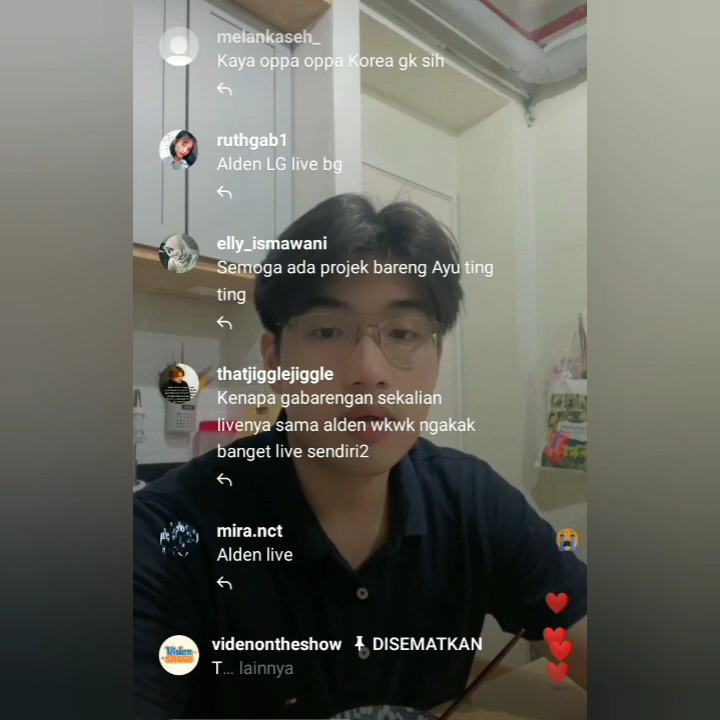 melankaseh_
Kaya oppa oppa Korea gk sih
ruthgab1
Alden LG live bg
elly_ismawani
Semoga ada projek bareng Ayu ting
ting
thatjigglejiggle
Kenapa gabarengan sekalian
livenya sama alden wkwk ngakak
banget live sendiri2
mira.nct
Alden live
videnontheshow DISEMATKAN
T... lainnya
Viden
SHOW